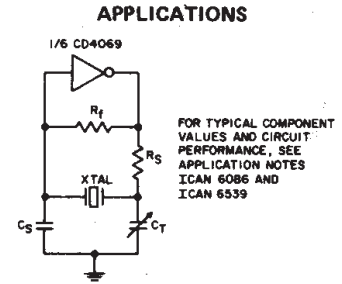 APPLICATIONS
1/6 CD4069
Rf
RS
XTAL
CS
CT
FOR TYPICAL COMPONENT
VALUES AND CIRCUIT
PERFORMANCE, SEE
APPLICATION NOTES
ICAN 6086 AND
ICAN 6539